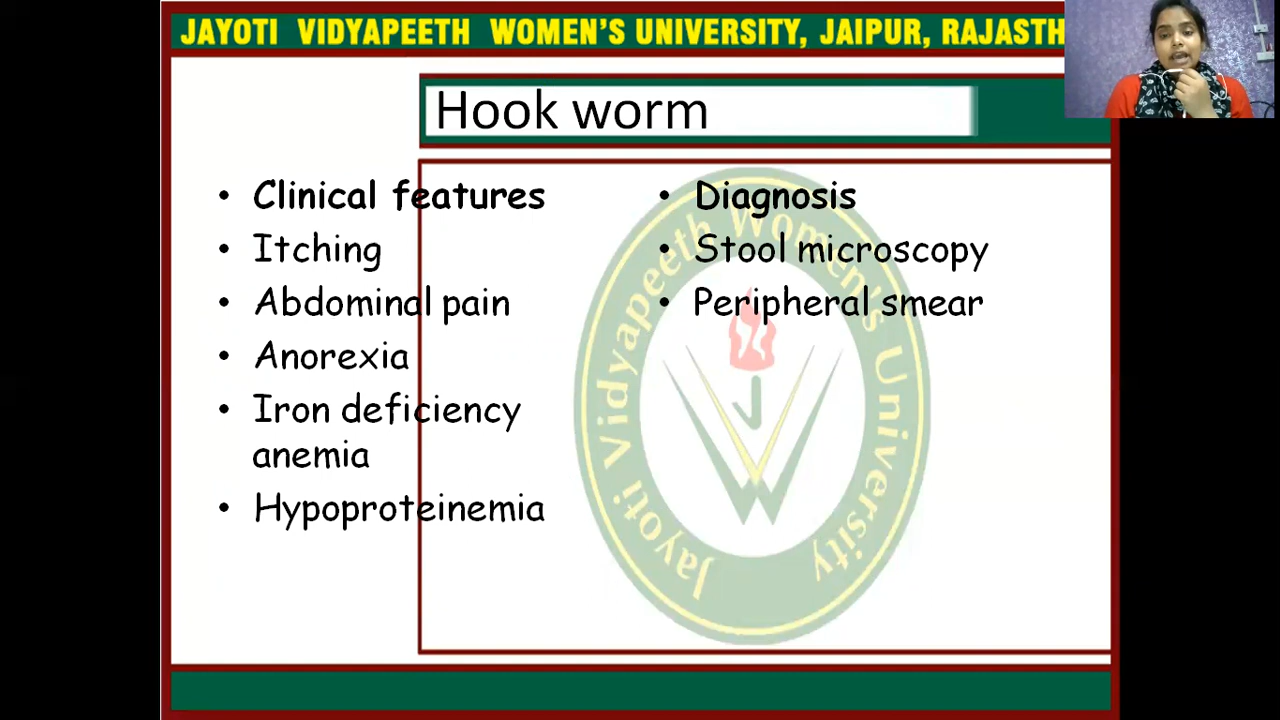 JAYOTI VIDYAPEETH WOMEN'S UNIVERSITY, JAIPUR, RAJASTH
Hook worm
• Clinical features
• Itching
• Abdominal pain
• Anorexia
• Iron deficiency
anemia
• Hypoproteinemia
• Diagnosis
• Stool microscopy
• Peripheral smear
Jayoti Vidyapeeth Women's University